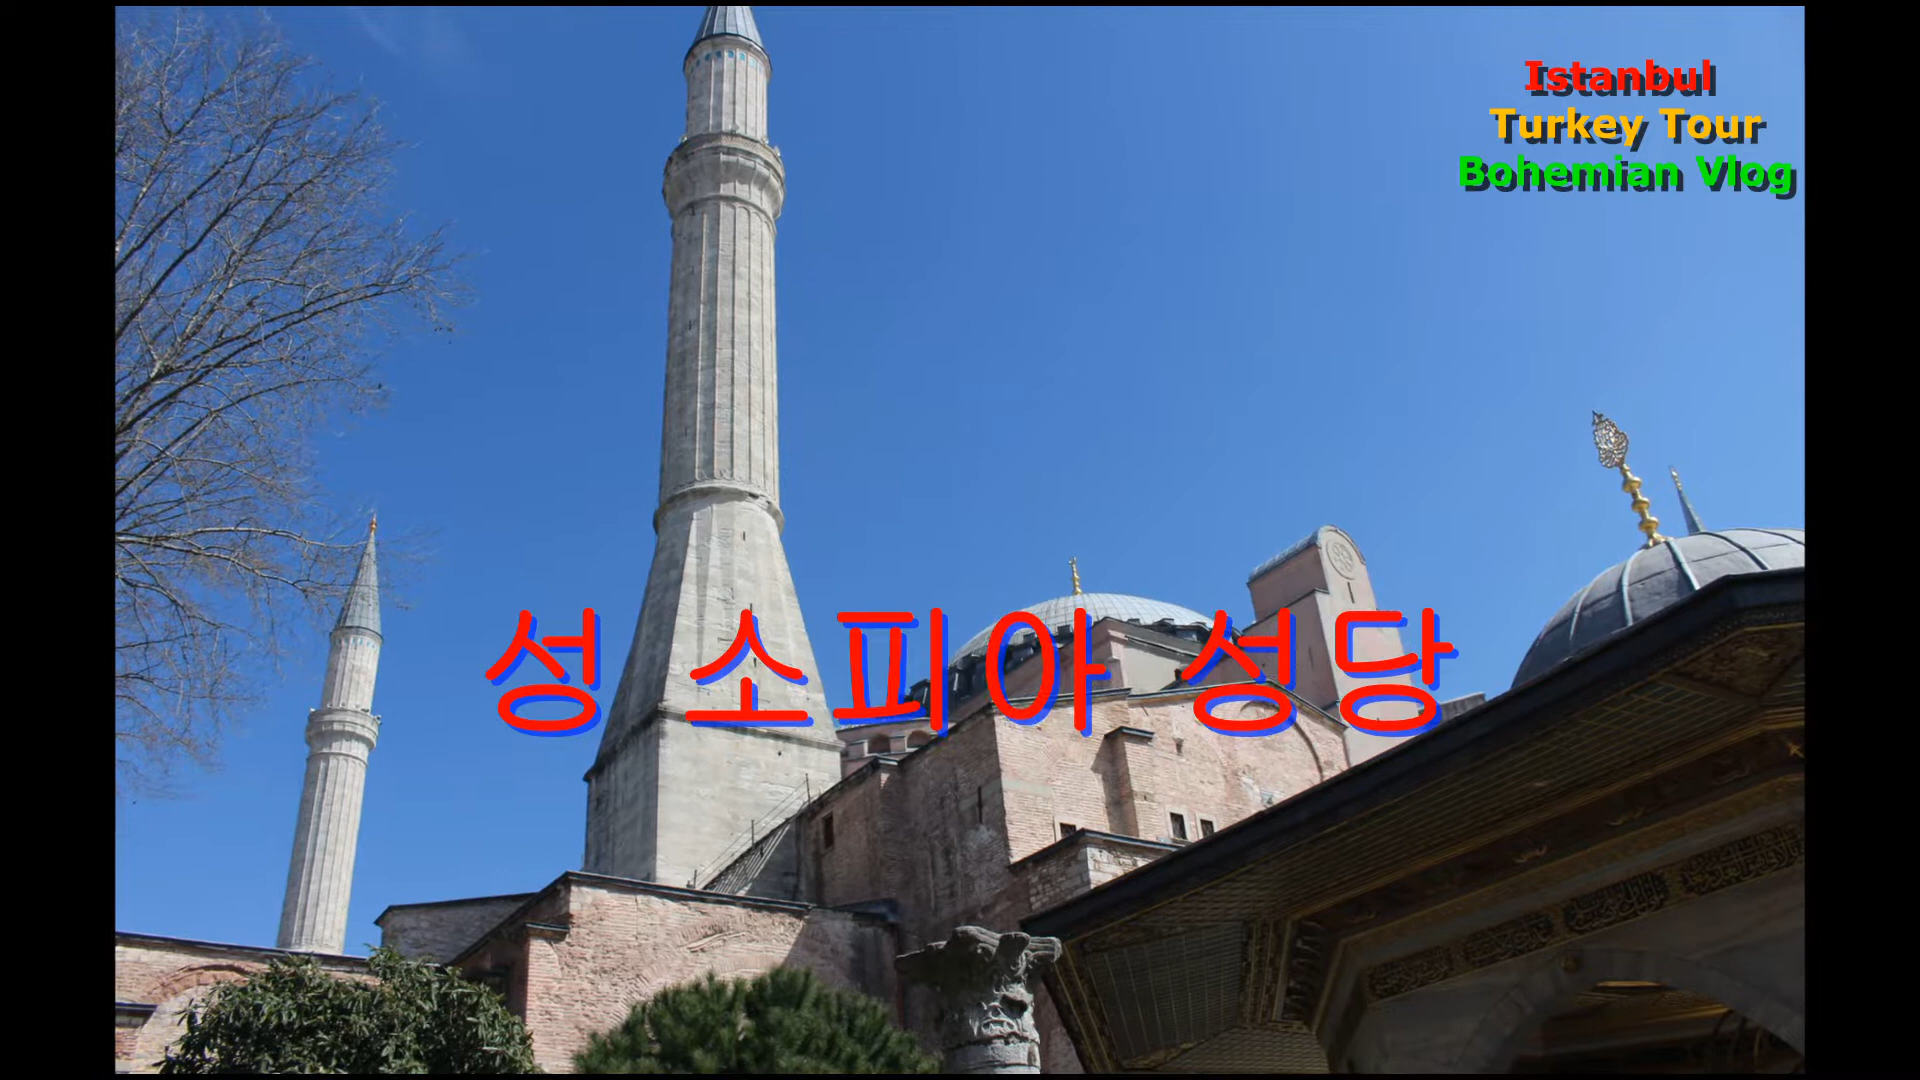 Istanbul
Turkey Tour
Bohemian Vlog
성 소피아 성당